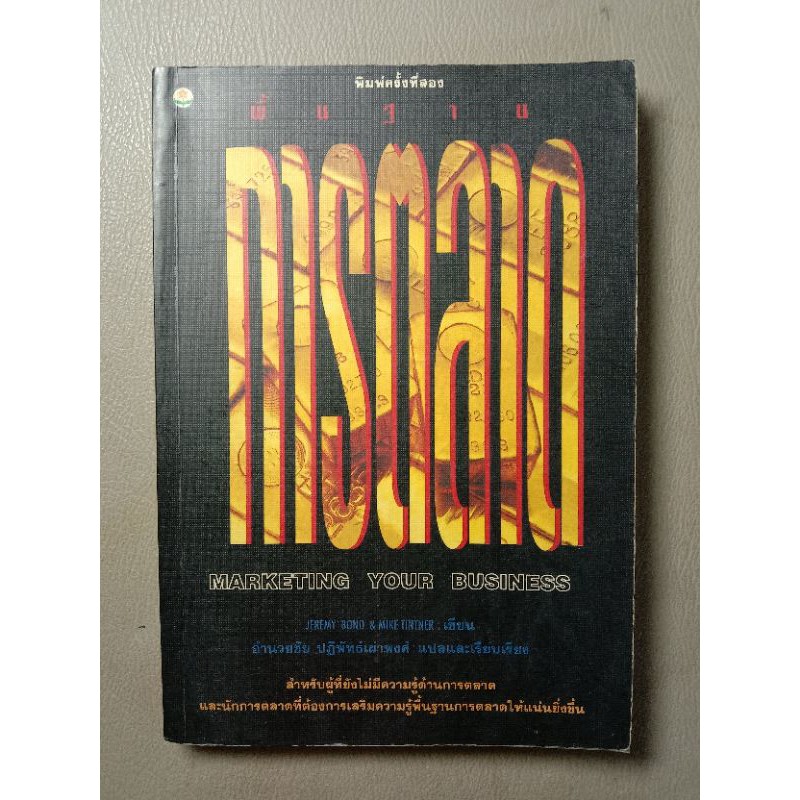 พิมพ์ครั้งที่สอง
พื้นฐาน
การตลาด
MARKETING YOUR BUSINESS
JEREMY BOND & MIKE TINTNER : เขียน
อำนวยชัย ปฏิพัทธ์เผ่าพงศ์ แปลและเรียบเรียง
สำหรับผู้ที่ยังไม่มีความรู้ด้านการตลาด
และนักการตลาดที่ต้องการเสริมความรู้พื้นฐานการตลาดให้แน่นยิ่งขึ้น